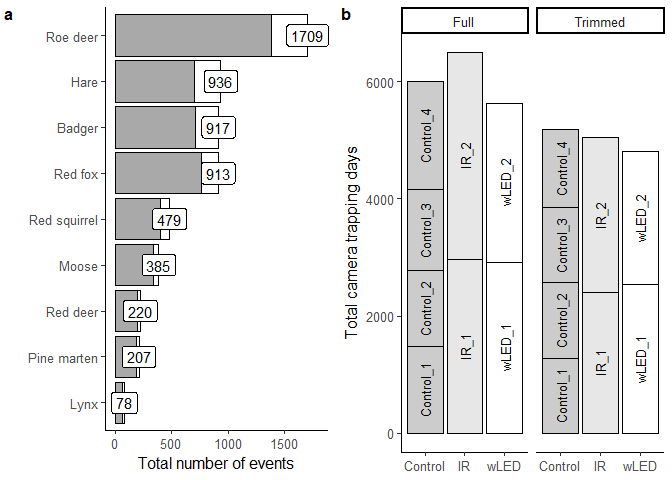 a
Roe deer
1709
Hare
936
Badger
917
Red fox
913
Red squirrel
479
Moose
385
Red deer
220
Pine marten
207
Lynx
78
0
500
1000
1500
Total number of events
b
Full
Trimmed
Total camera trapping days
6000
4000
2000
0
Control_4
Control_3
Control_2
Control_1
IR_2
IR_1
wLED_2
wLED_1
Control_4
Control_3
Control_2
Control_1
IR_2
IR_1
wLED_2
wLED_1
Control
IR
wLED
Control
IR
wLED